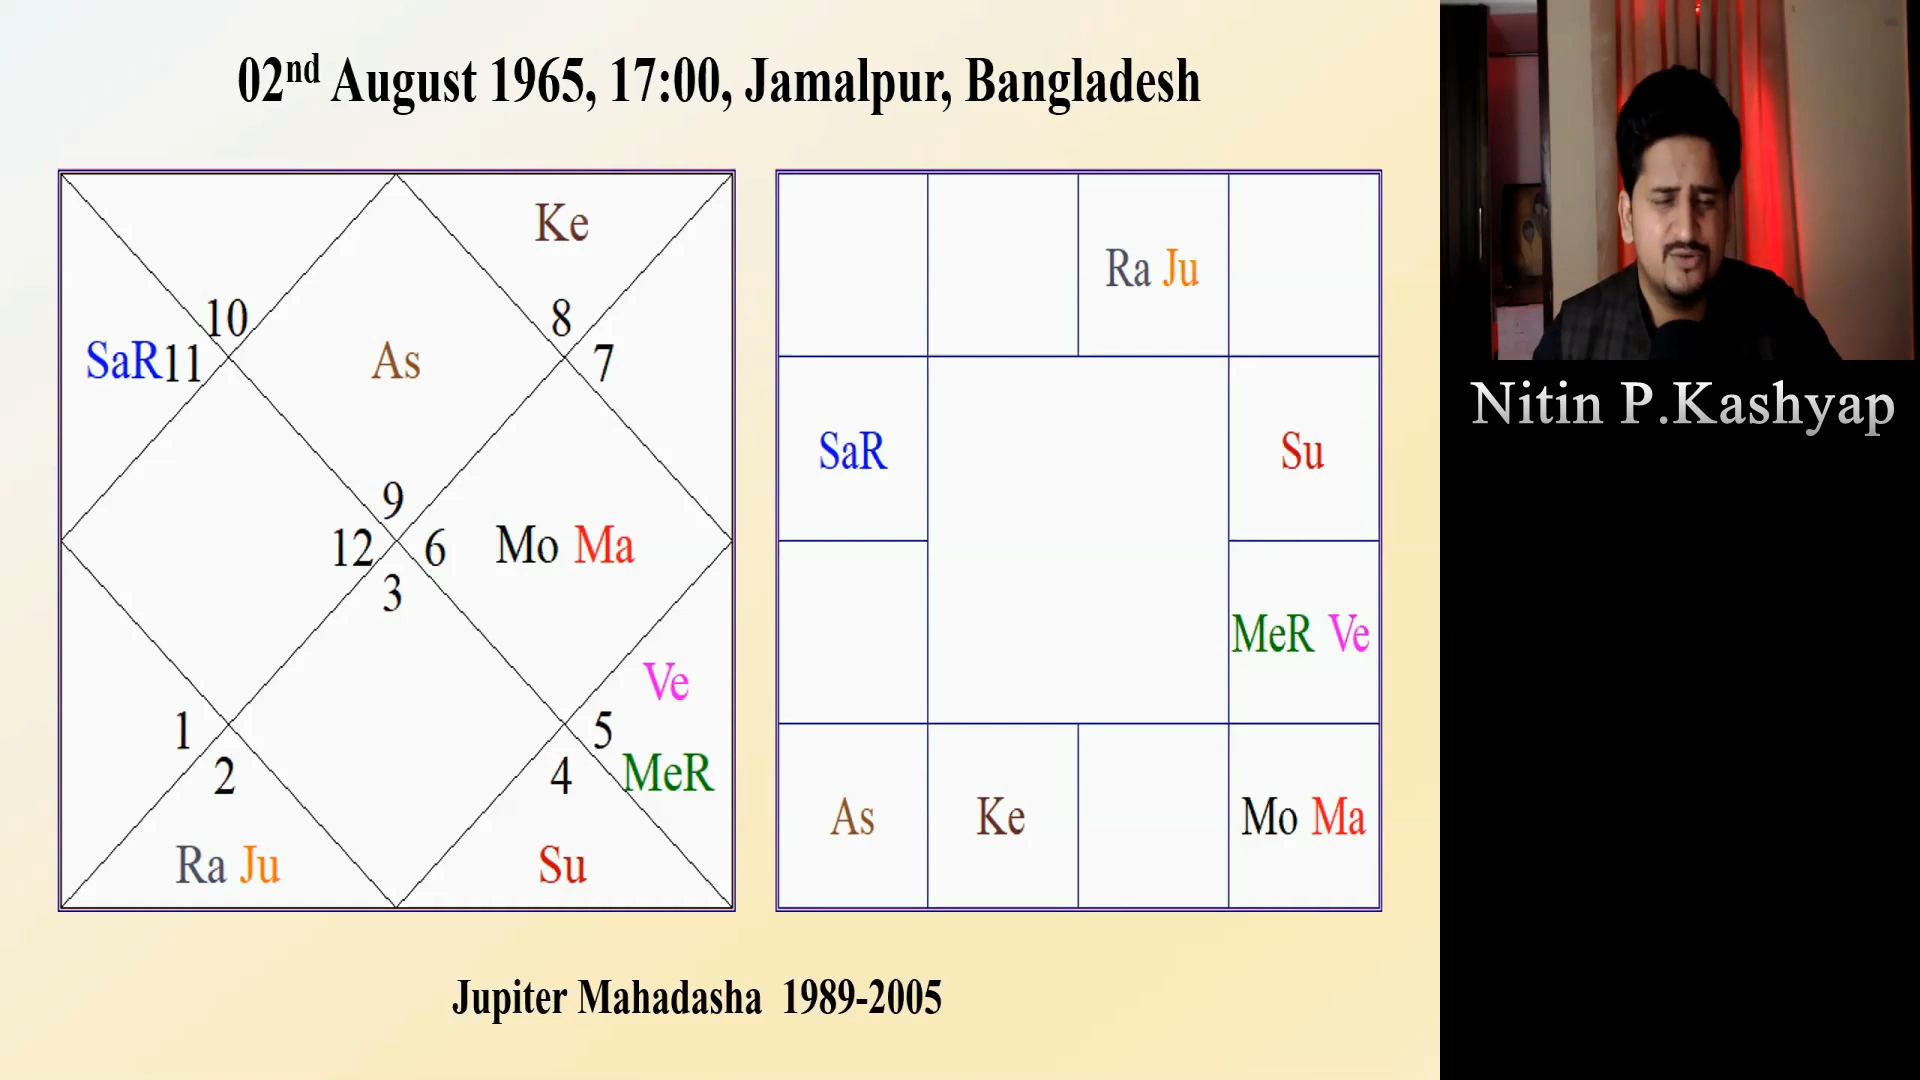 02nd August 1965, 17:00, Jamalpur, Bangladesh
Ke
10
8
SaR 11
As
7
9
12
6
Mo Ma
3
Ve
1
5
2
4
MeR
Ra Ju
Su
Ra Ju
SaR
Su
MeR Ve
As
Ke
Mo Ma
Jupiter Mahadasha 1989-2005
Nitin P.Kashyap